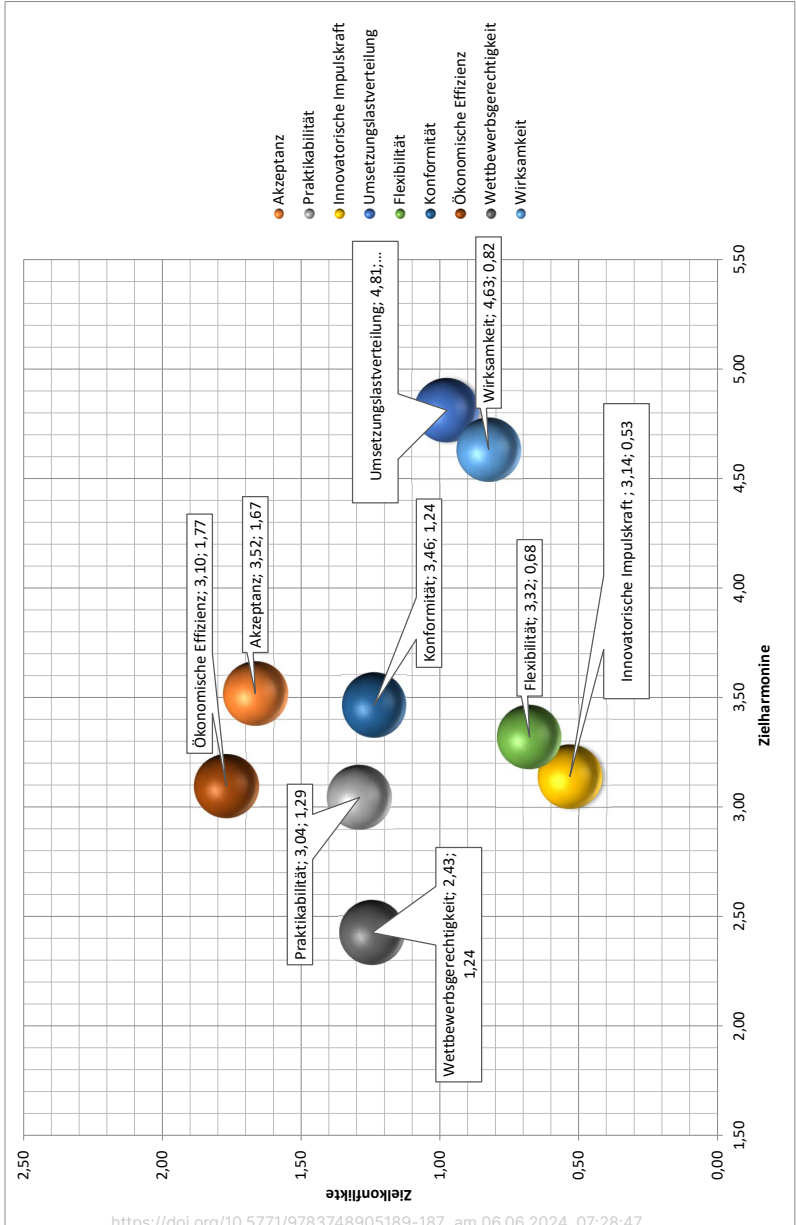 2,50
2,00
1,50
1,00
0,50
0,00
Zielkonflikte
1,50
2,00
2,50
3,00
3,50
4,00
4,50
5,00
5,50
Zielharmonine
Ökonomische Effizienz; 3,10; 1,77
Akzeptanz; 3,52; 1,67
Praktikabilität; 3,04; 1,29
Konformität; 3,46; 1,24
Wettbewerbsgerechtigkeit; 2,43;
1,24
Umsetzungslastverteilung; 4,81;...
Wirksamkeit; 4,63; 0,82
Flexibilität; 3,32; 0,68
Innovatorische Impulskraft ; 3,14; 0,53
Akzeptanz
Praktikabilität
Innovatorische Impulskraft
Umsetzungslastverteilung
Flexibilität
Konformität
Ökonomische Effizienz
Wettbewerbsgerechtigkeit
Wirksamkeit
https://doi.org/10.5771/9783748905189-187, am 06.06.2024, 07:28:47